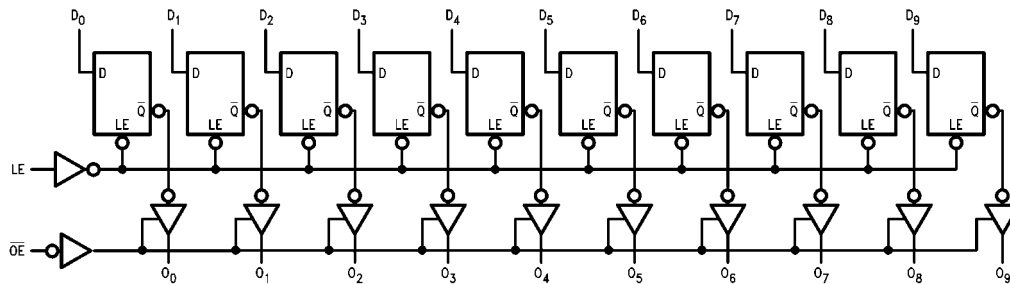 D₀ D₁ D₂ D₃ D₄ D₅ D₆ D₇ D₈ D₉
D D D D D D D D D D
Q̅ Q̅ Q̅ Q̅ Q̅ Q̅ Q̅ Q̅ Q̅ Q̅
LE LE LE LE LE LE LE LE LE LE
LE
O̅E̅
O₀ O₁ O₂ O₃ O₄ O₅ O₆ O₇ O₈ O₉